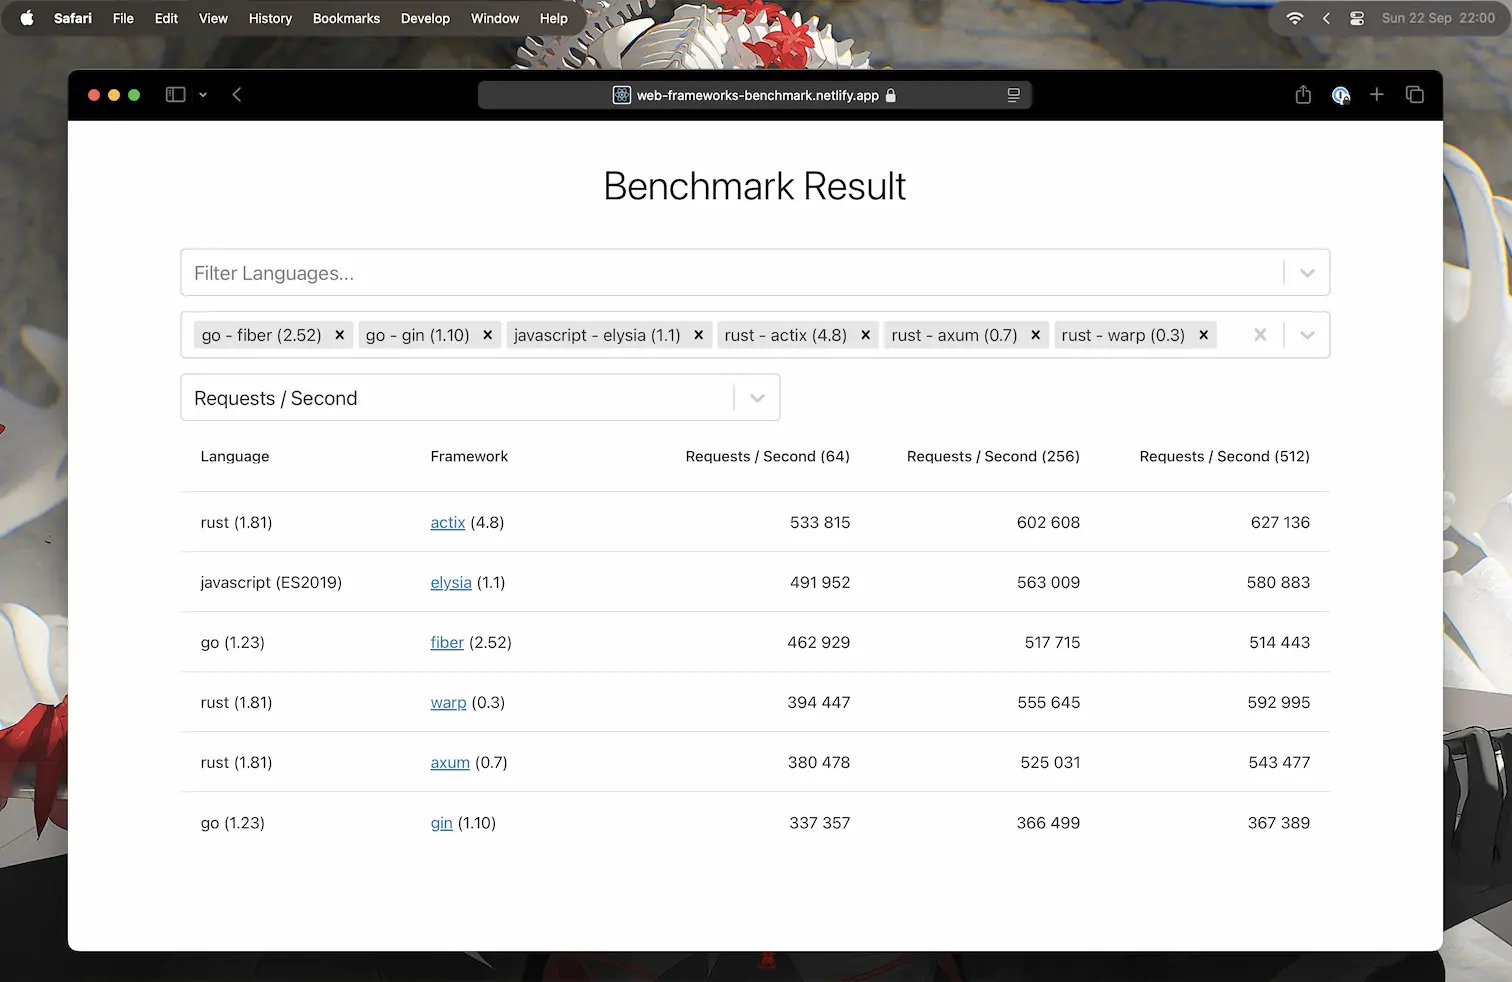 Safari File Edit View History Bookmarks Develop Window Help Sun 22 Sep 22:00
web-frameworks-benchmark.netlify.app
Benchmark Result
Filter Languages...
go - fiber (2.52) go - gin (1.10) javascript - elysia (1.1) rust - actix (4.8) rust - axum (0.7) rust - warp (0.3)
Requests / Second
Language Framework Requests / Second (64) Requests / Second (256) Requests / Second (512)
rust (1.81) actix (4.8) 533 815 602 608 627 136
javascript (ES2019) elysia (1.1) 491 952 563 009 580 883
go (1.23) fiber (2.52) 462 929 517 715 514 443
rust (1.81) warp (0.3) 394 447 555 645 592 995
rust (1.81) axum (0.7) 380 478 525 031 543 477
go (1.23) gin (1.10) 337 357 366 499 367 389